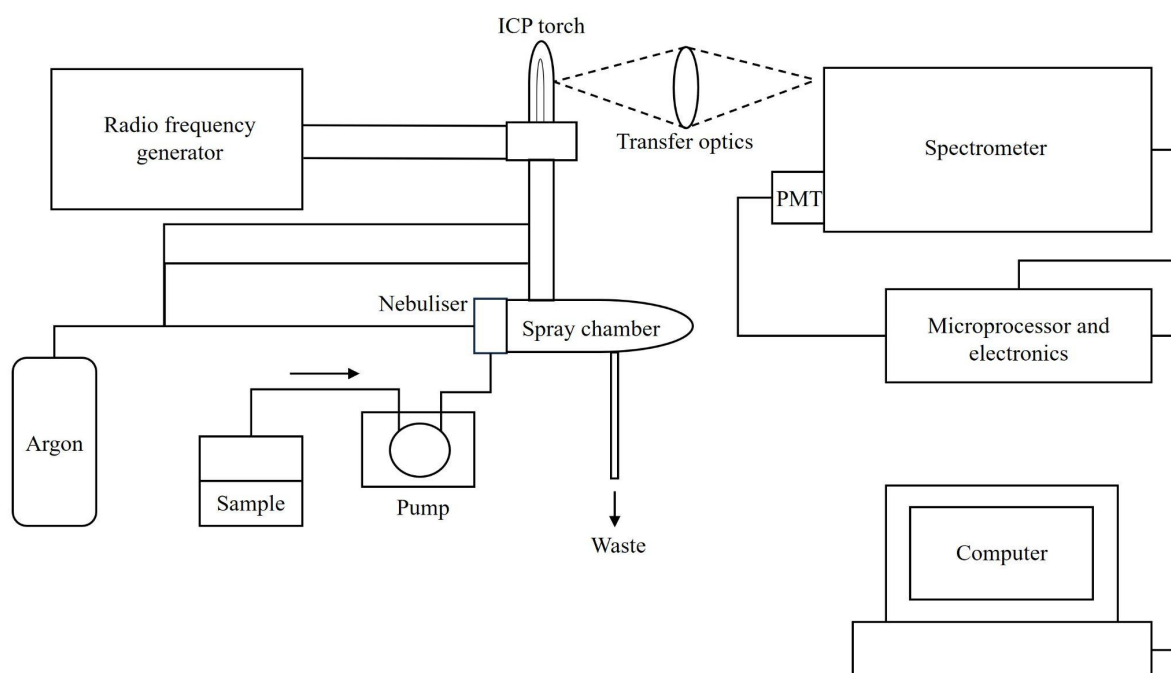 ICP torch
Radio frequency
generator
Transfer optics
Spectrometer
PMT
Nebuliser
Spray chamber
Microprocessor and
electronics
Argon
Sample
Pump
Waste
Computer